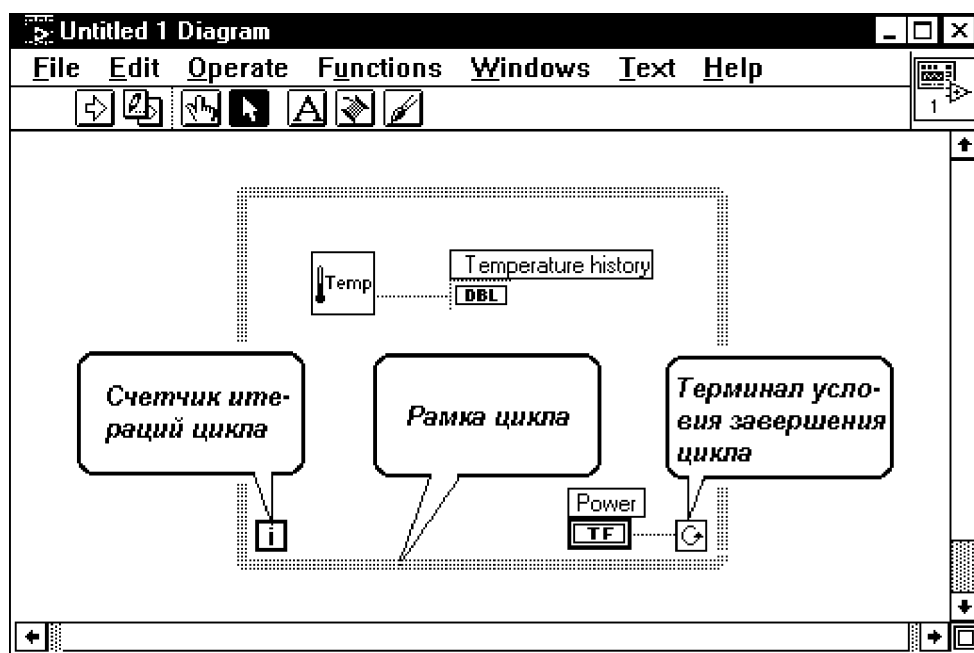 Untitled 1 Diagram
File Edit Operate Functions Windows Text Help
A
1
Temp
Temperature history
DBL
Счетчик ите-
раций цикла
Рамка цикла
Терминал усло-
вия завершения
цикла
Power
TF
i